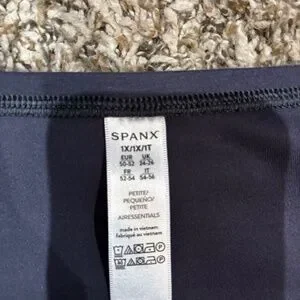 SPANX
1X/1X/1T
EUR UK
50-52 24-26
FR IT
52-54 54-56
PETITE/
PEQUEÑO/
PETITE
AIRESSENTIALS
made in vietnam
fabriqué au vietnam